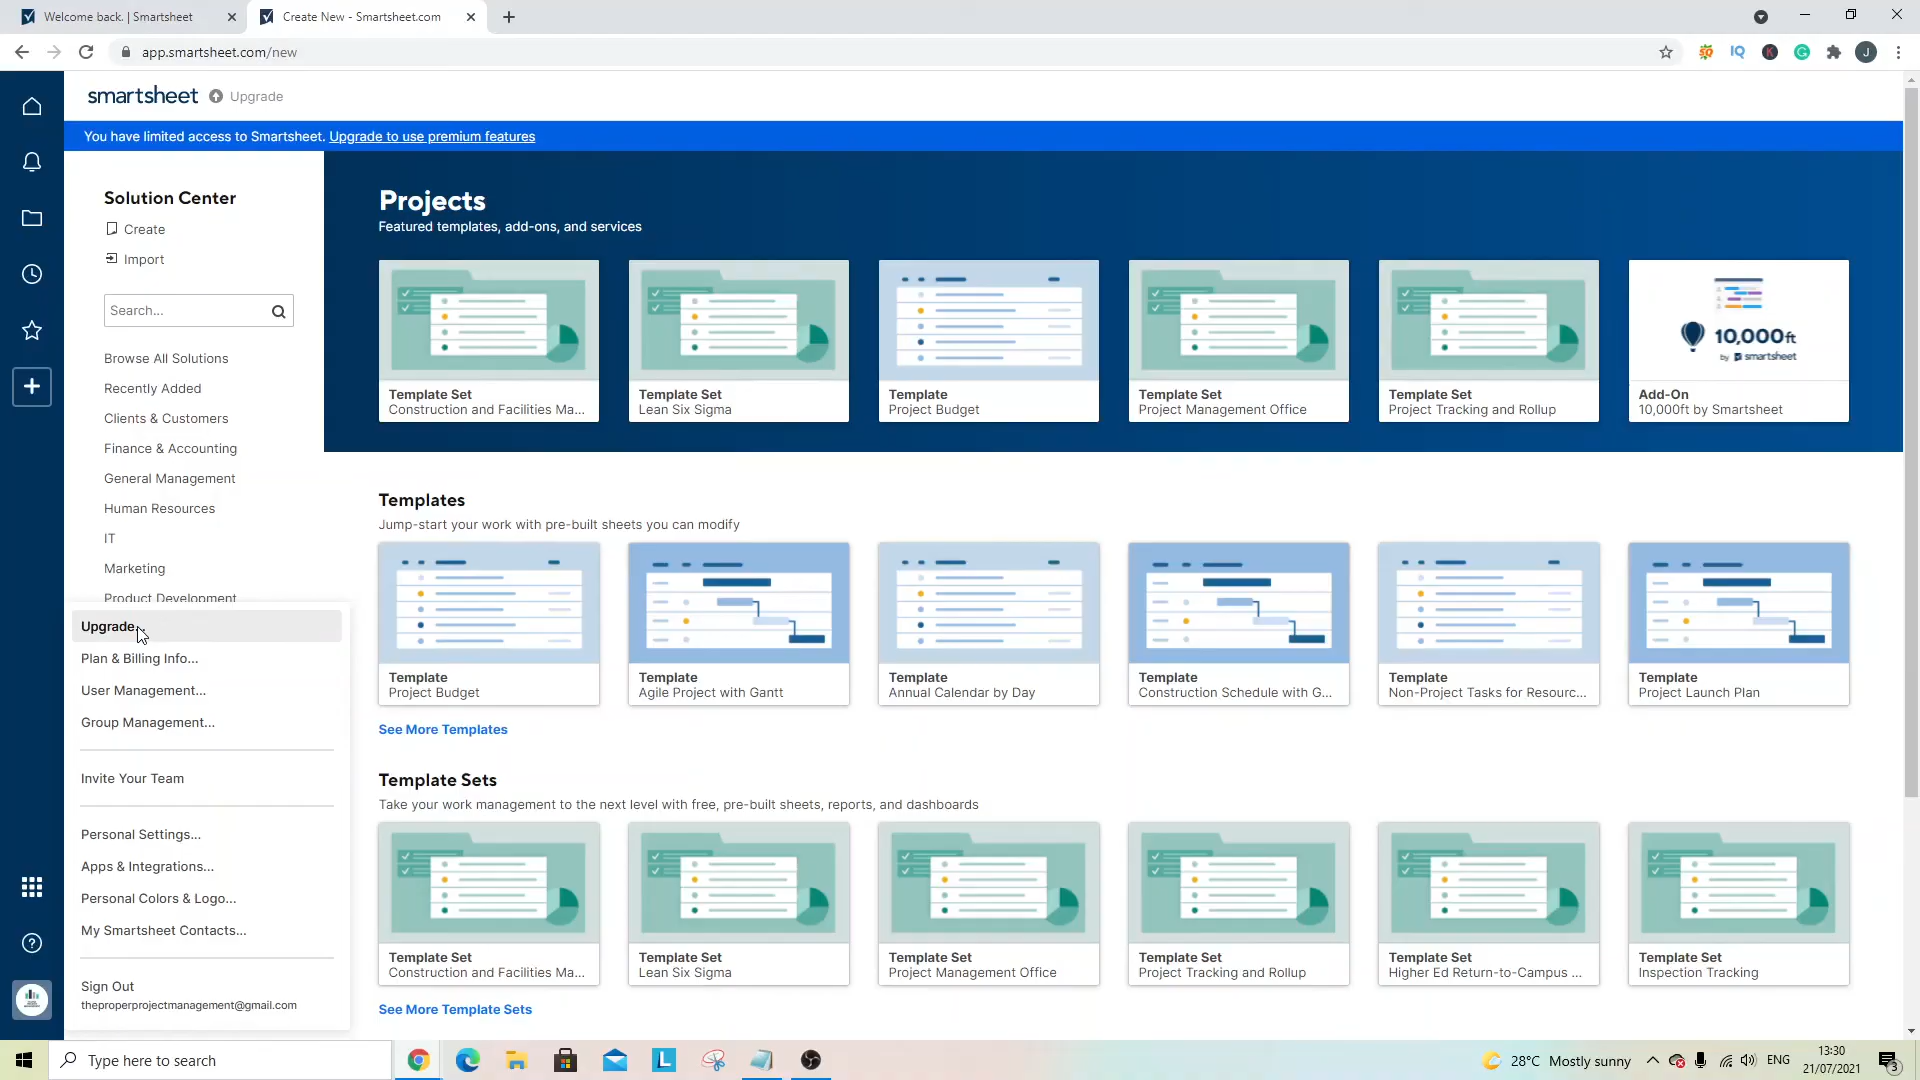 Welcome back. | Smartsheet
Create New - Smartsheet.com
app.smartsheet.com/new
smartsheet Upgrade
You have limited access to Smartsheet. Upgrade to use premium features
Solution Center
Create
Import
Search...
Browse All Solutions
Recently Added
Clients & Customers
Finance & Accounting
General Management
Human Resources
IT
Marketing
Product Development
Upgrade...
Plan & Billing Info...
User Management...
Group Management...
Invite Your Team
Personal Settings...
Apps & Integrations...
Personal Colors & Logo...
My Smartsheet Contacts...
Sign Out
theproperprojectmanagement@gmail.com
Projects
Featured templates, add-ons, and services
Template Set
Construction and Facilities Ma...
Template Set
Lean Six Sigma
Template
Project Budget
Template Set
Project Management Office
Template Set
Project Tracking and Rollup
10,000ft
by smartsheet
Add-On
10,000ft by Smartsheet
Templates
Jump-start your work with pre-built sheets you can modify
Template
Project Budget
Template
Agile Project with Gantt
Template
Annual Calendar by Day
Template
Construction Schedule with G...
Template
Non-Project Tasks for Resourc...
Template
Project Launch Plan
See More Templates
Template Sets
Take your work management to the next level with free, pre-built sheets, reports, and dashboards
Template Set
Construction and Facilities Ma...
Template Set
Lean Six Sigma
Template Set
Project Management Office
Template Set
Project Tracking and Rollup
Template Set
Higher Ed Return-to-Campus ...
Template Set
Inspection Tracking
See More Template Sets
Type here to search
28°C Mostly sunny
ENG
13:30
21/07/2021
3